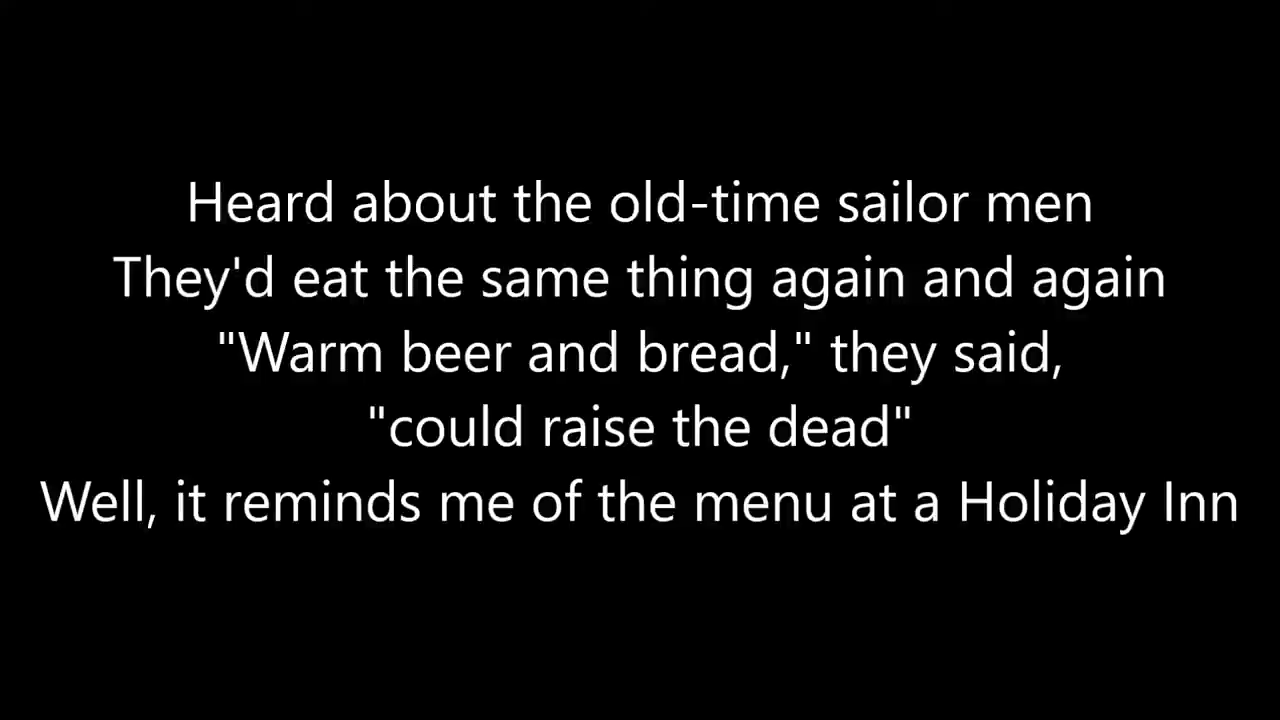 Heard about the old-time sailor men
They'd eat the same thing again and again
"Warm beer and bread," they said,
"could raise the dead"
Well, it reminds me of the menu at a Holiday Inn